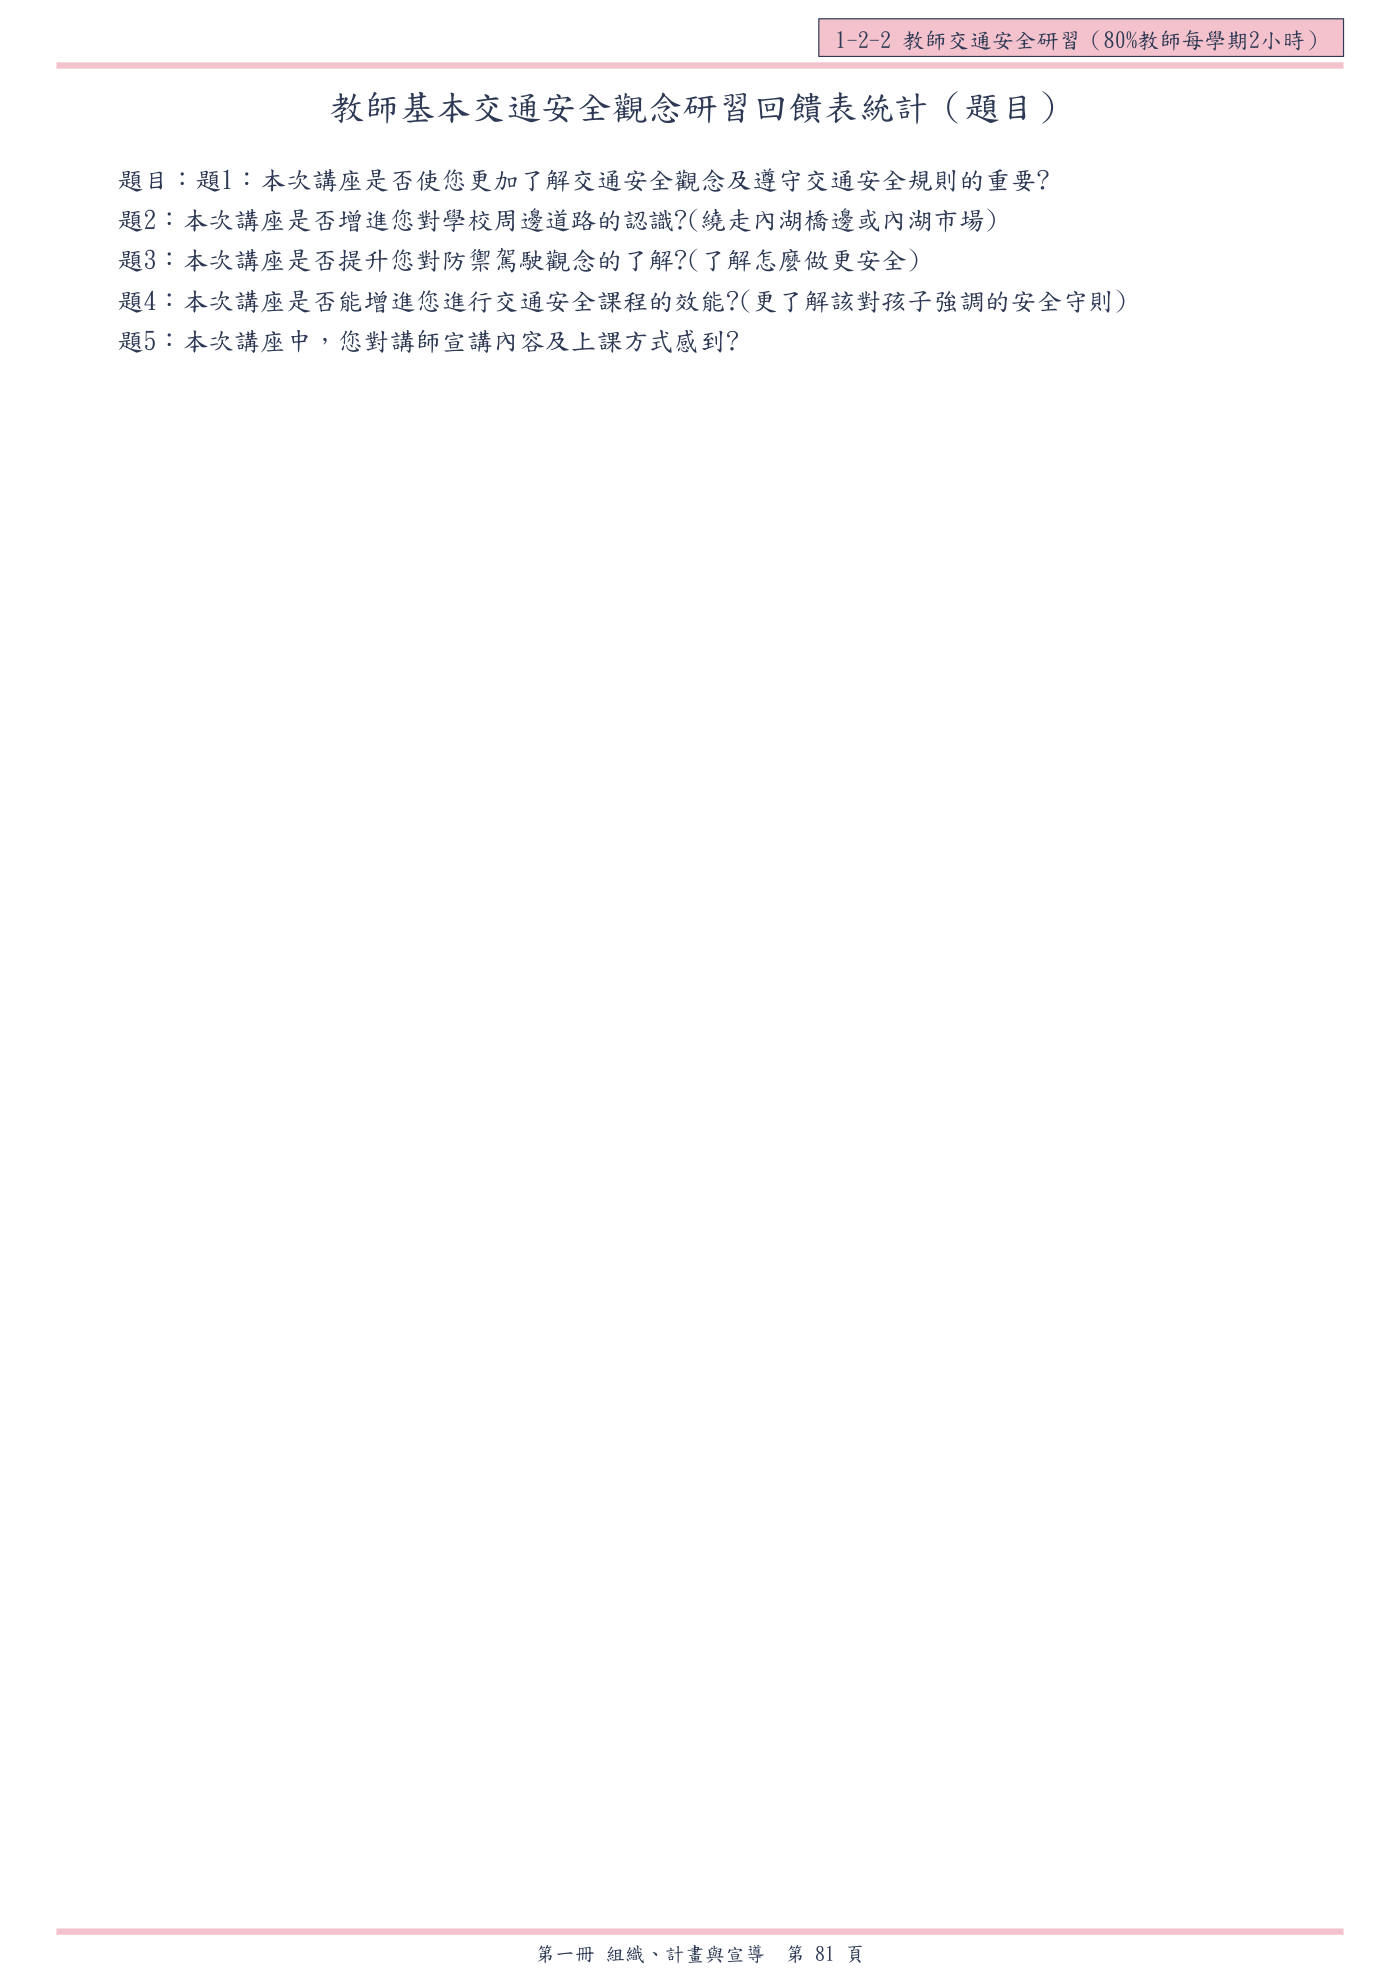 1-2-2 教師交通安全研習（80%教師每學期2小時）
教師基本交通安全觀念研習回饋表統計（題目）
題目：題1：本次講座是否使您更加了解交通安全觀念及遵守交通安全規則的重要?
題2：本次講座是否增進您對學校周邊道路的認識?(繞走內湖橋邊或內湖市場)
題3：本次講座是否提升您對防禦駕駛觀念的了解?(了解怎麼做更安全)
題4：本次講座是否能增進您進行交通安全課程的效能?(更了解該對孩子強調的安全守則)
題5：本次講座中，您對講師宣講內容及上課方式感到?
第一冊 組織、計畫與宣導　第 81 頁